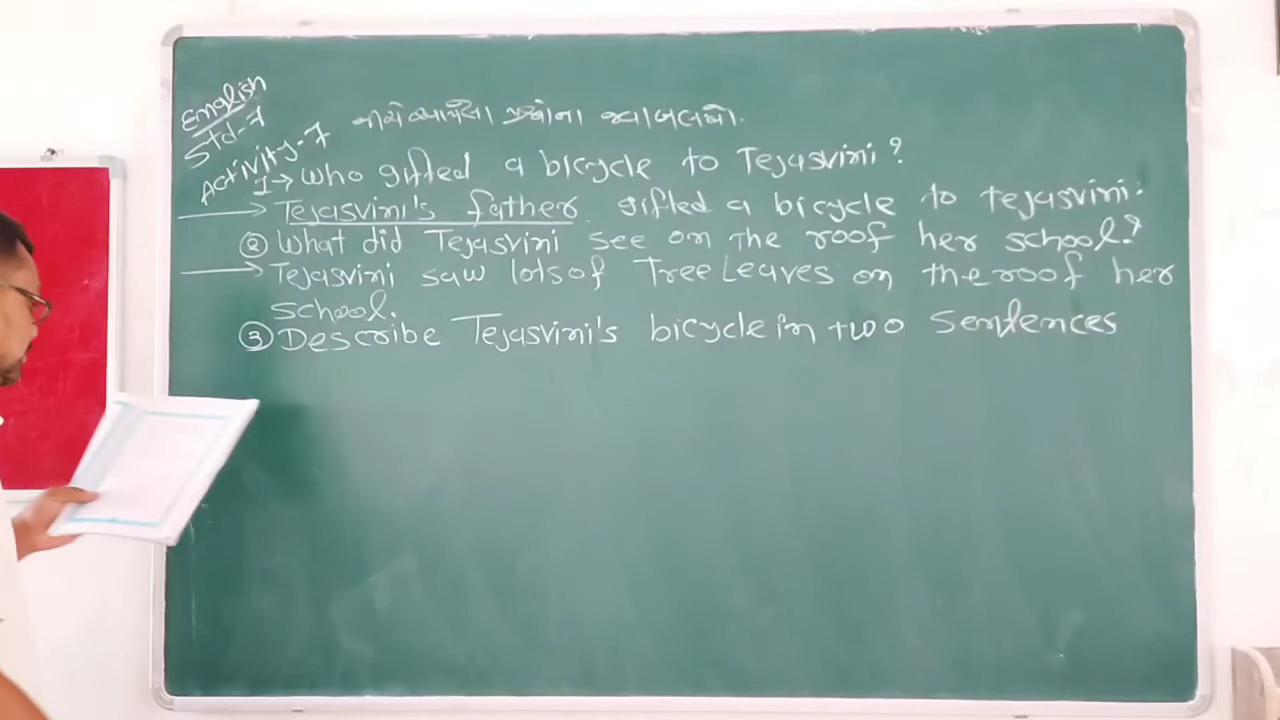 English
Std-7
Activity-7
નીચે આપેલા પ્રશ્નોના જવાબ લખો.
1→ Who gifted a bicycle to Tejasvini?
→ Tejasvini's father gifted a bicycle to tejasvini.
② What did Tejasvini see on the roof her school?
→ Tejasvini saw lots of Tree Leaves on the roof her
school.
③ Describe Tejasvini's bicycle in two Sentences